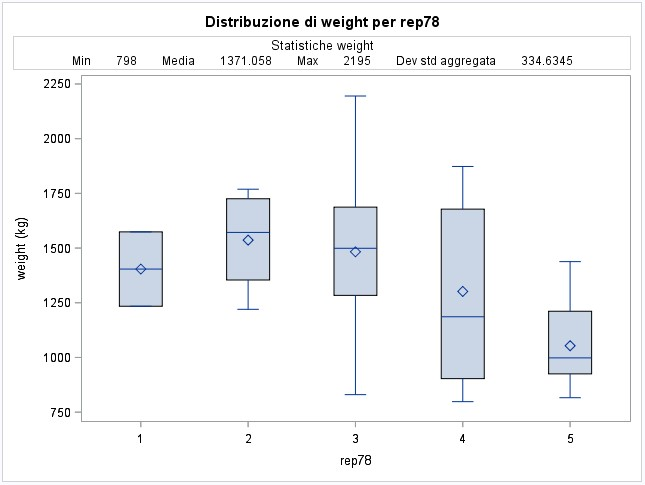 Distribuzione di weight per rep78
Statistiche weight
Min 798 Media 1371.058 Max 2195 Dev std aggregata 334.6345
2250
2000
1750
1500
1250
1000
750
weight (kg)
1 2 3 4 5
rep78